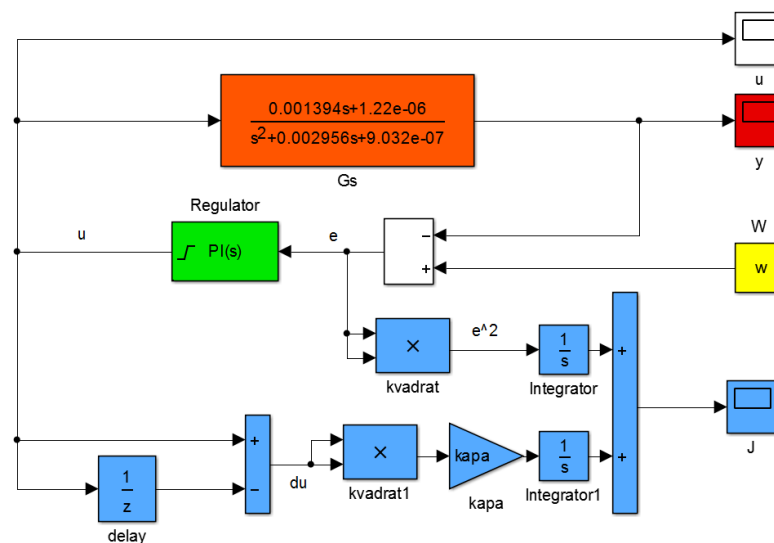 u
0.001394s+1.22e-06
s²+0.002956s+9.032e-07
Gs
y
Regulator
u
PI(s)
e
−
+
W
w
×
kvadrat
e^2
1
s
Integrator
+
J
+
−
du
×
kvadrat1
kapa
kapa
1
s
Integrator1
+
1
z
delay